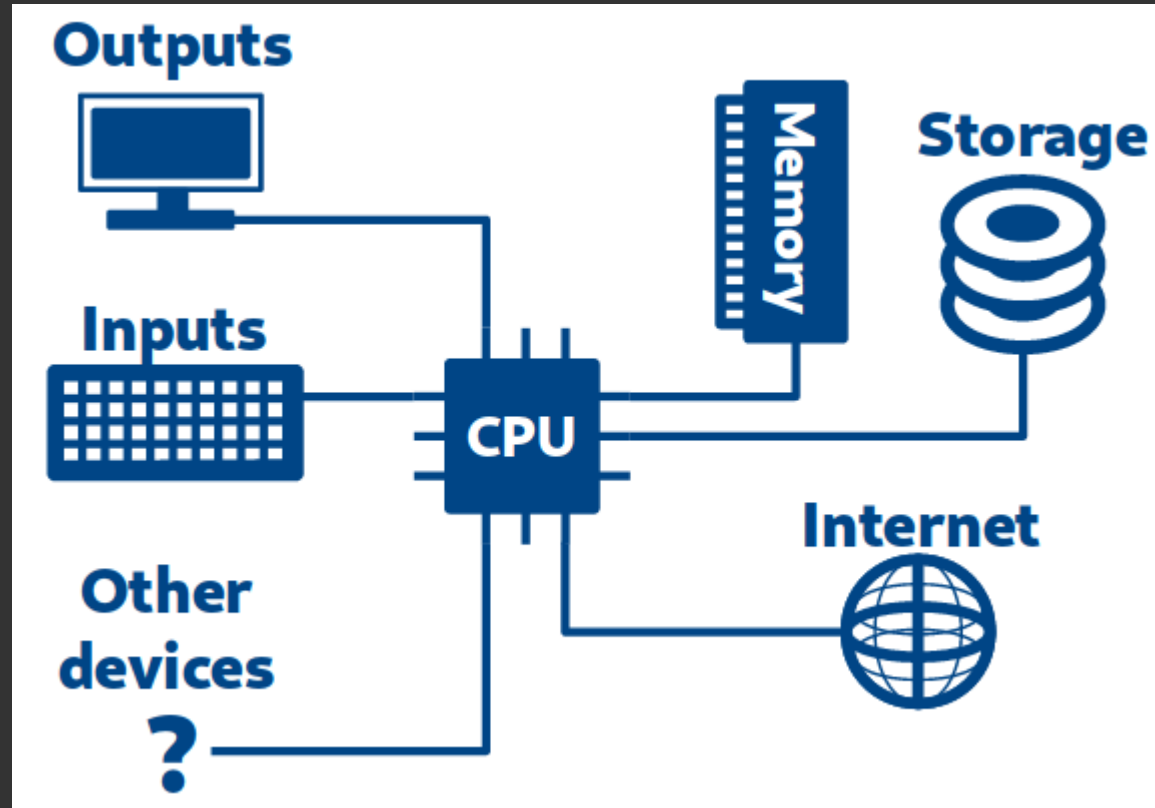 Outputs
Memory
Storage
Inputs
CPU
Internet
Other
devices
?